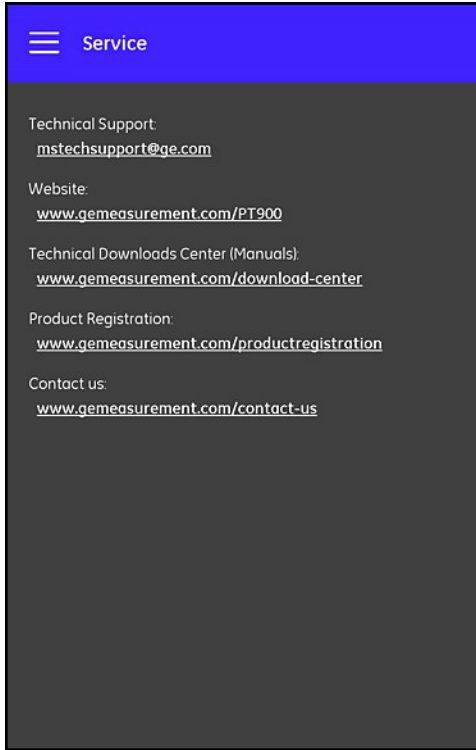 Service
Technical Support:
mstechsupport@ge.com
Website:
www.gemeasurement.com/PT900
Technical Downloads Center (Manuals):
www.gemeasurement.com/download-center
Product Registration:
www.gemeasurement.com/productregistration
Contact us:
www.gemeasurement.com/contact-us